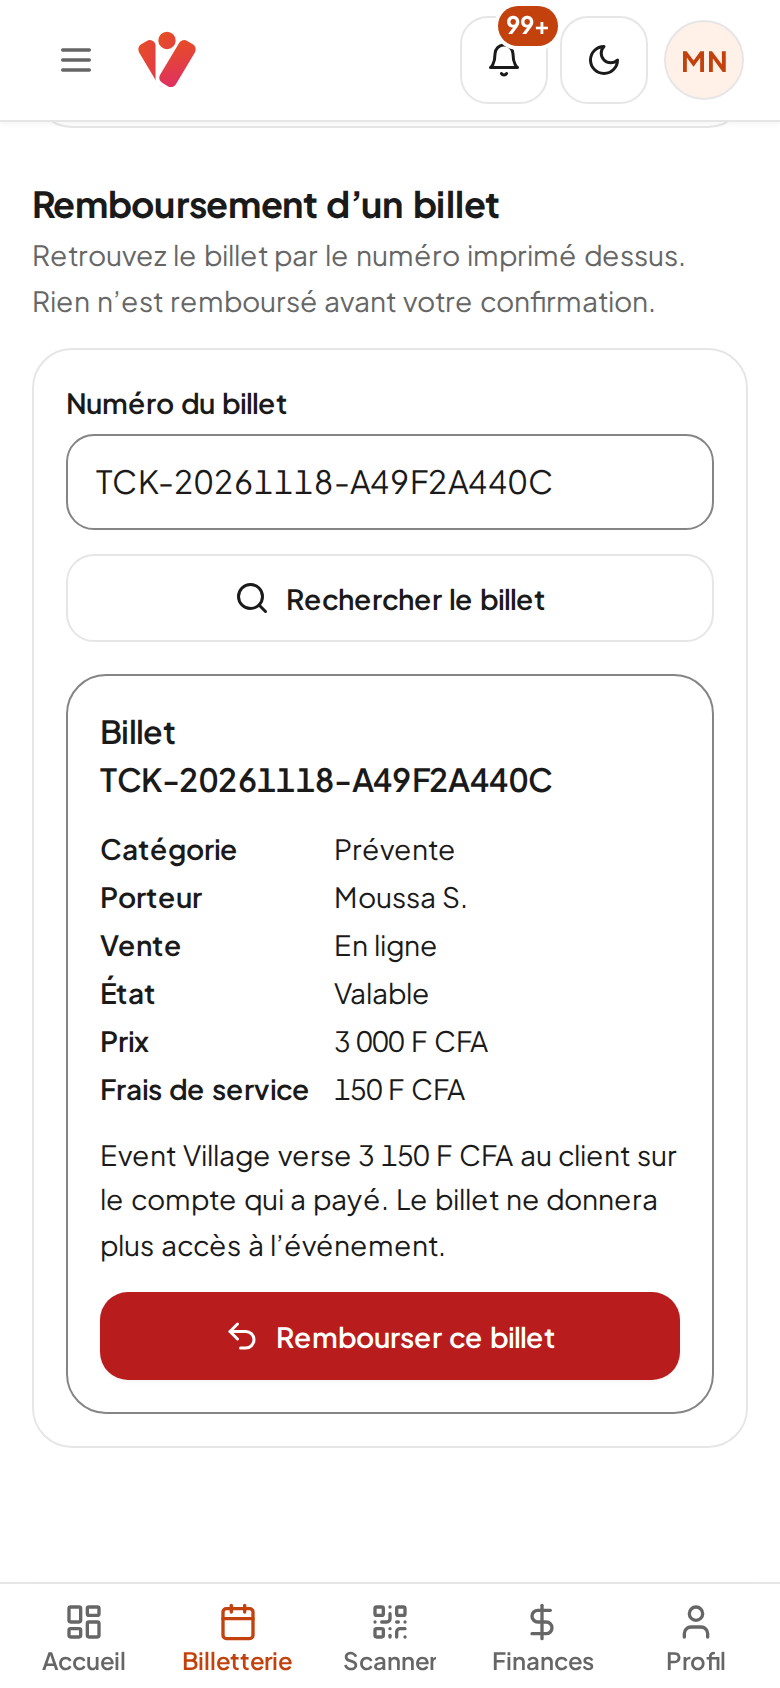 99+
MN
Remboursement d’un billet
Retrouvez le billet par le numéro imprimé dessus.
Rien n’est remboursé avant votre confirmation.
Numéro du billet
TCK-20261118-A49F2A440C
Rechercher le billet
Billet
TCK-20261118-A49F2A440C
Catégorie Prévente
Porteur Moussa S.
Vente En ligne
État Valable
Prix 3 000 F CFA
Frais de service 150 F CFA
Event Village verse 3 150 F CFA au client sur
le compte qui a payé. Le billet ne donnera
plus accès à l’événement.
Rembourser ce billet
Accueil Billetterie Scanner Finances Profil